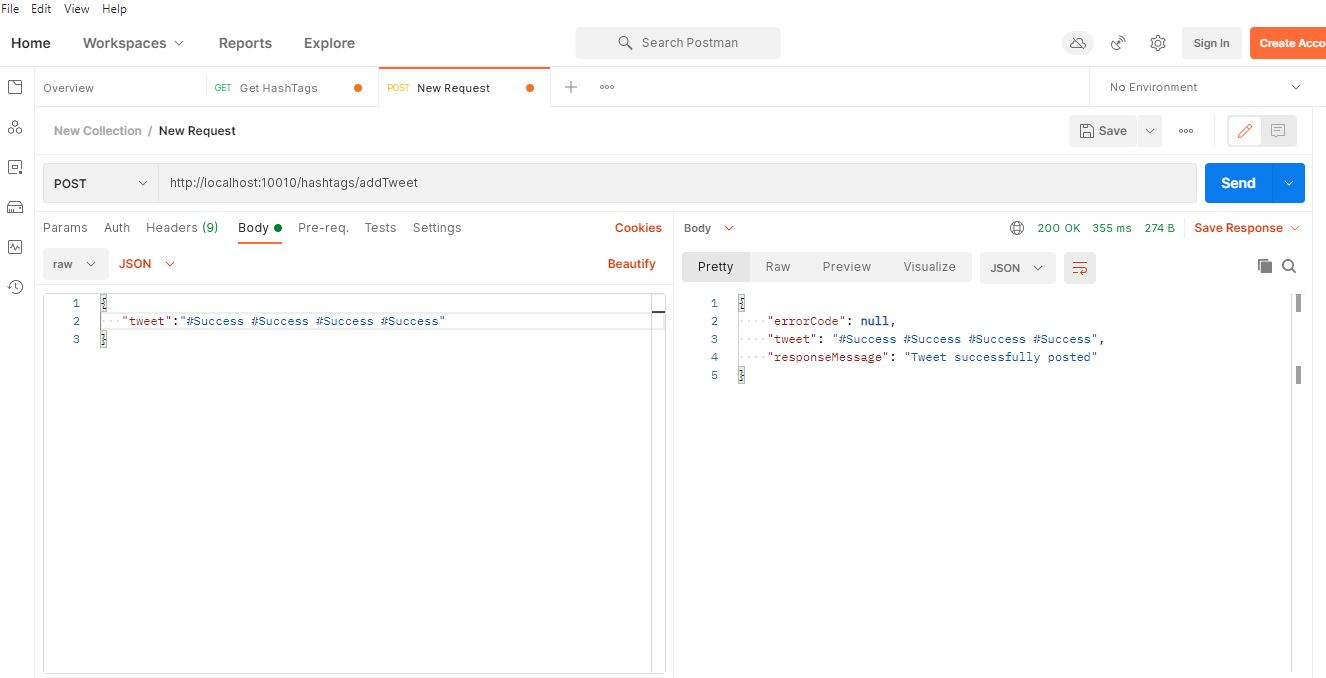 File Edit View Help
Home Workspaces Reports Explore Search Postman Sign In Create Acco
Overview GET Get HashTags POST New Request No Environment
New Collection / New Request Save
POST http://localhost:10010/hashtags/addTweet Send
Params Auth Headers (9) Body Pre-req. Tests Settings Cookies
raw JSON Beautify
1 {
2 "tweet":"#Success #Success #Success #Success"
3 }
Body 200 OK 355 ms 274 B Save Response
Pretty Raw Preview Visualize JSON
1 {
2 "errorCode": null,
3 "tweet": "#Success #Success #Success #Success",
4 "responseMessage": "Tweet successfully posted"
5 }